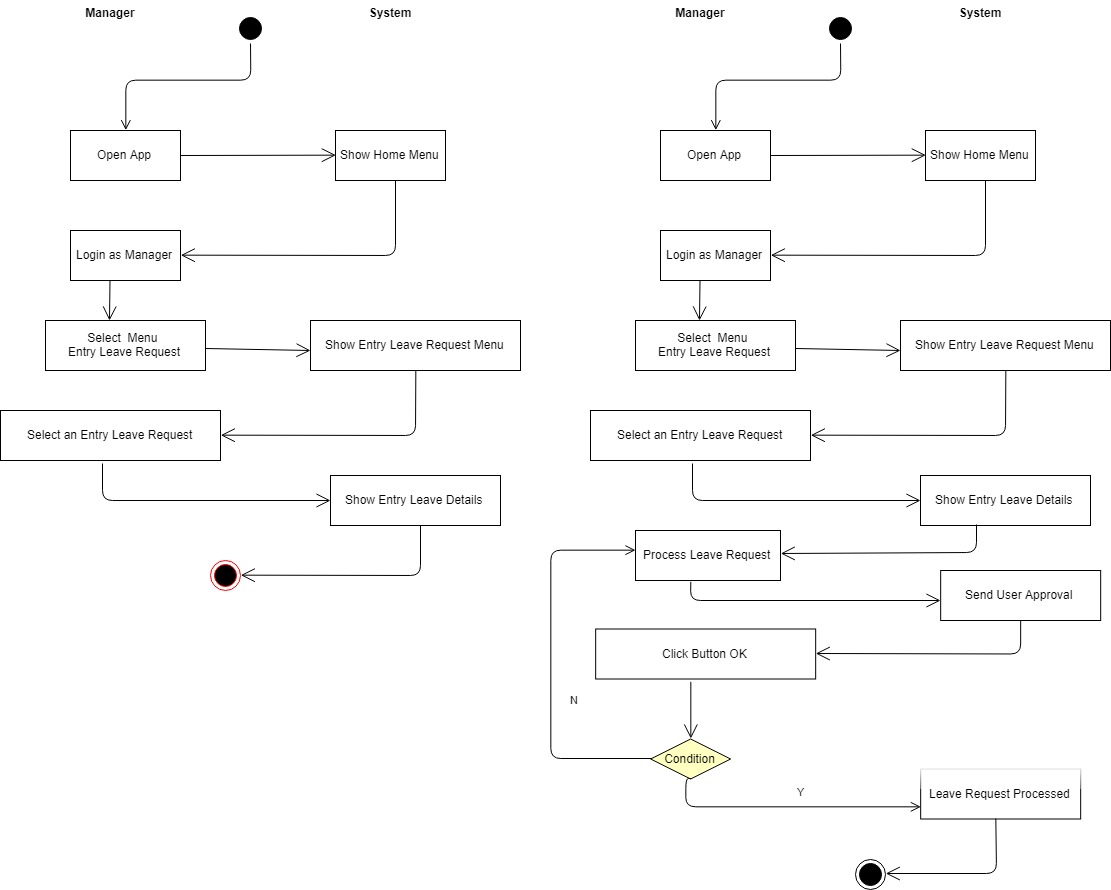 Manager
System
Open App
Show Home Menu
Login as Manager
Select Menu
Entry Leave Request
Show Entry Leave Request Menu
Select an Entry Leave Request
Show Entry Leave Details
Manager
System
Open App
Show Home Menu
Login as Manager
Select Menu
Entry Leave Request
Show Entry Leave Request Menu
Select an Entry Leave Request
Show Entry Leave Details
Process Leave Request
Send User Approval
Click Button OK
N
Condition
Y
Leave Request Processed